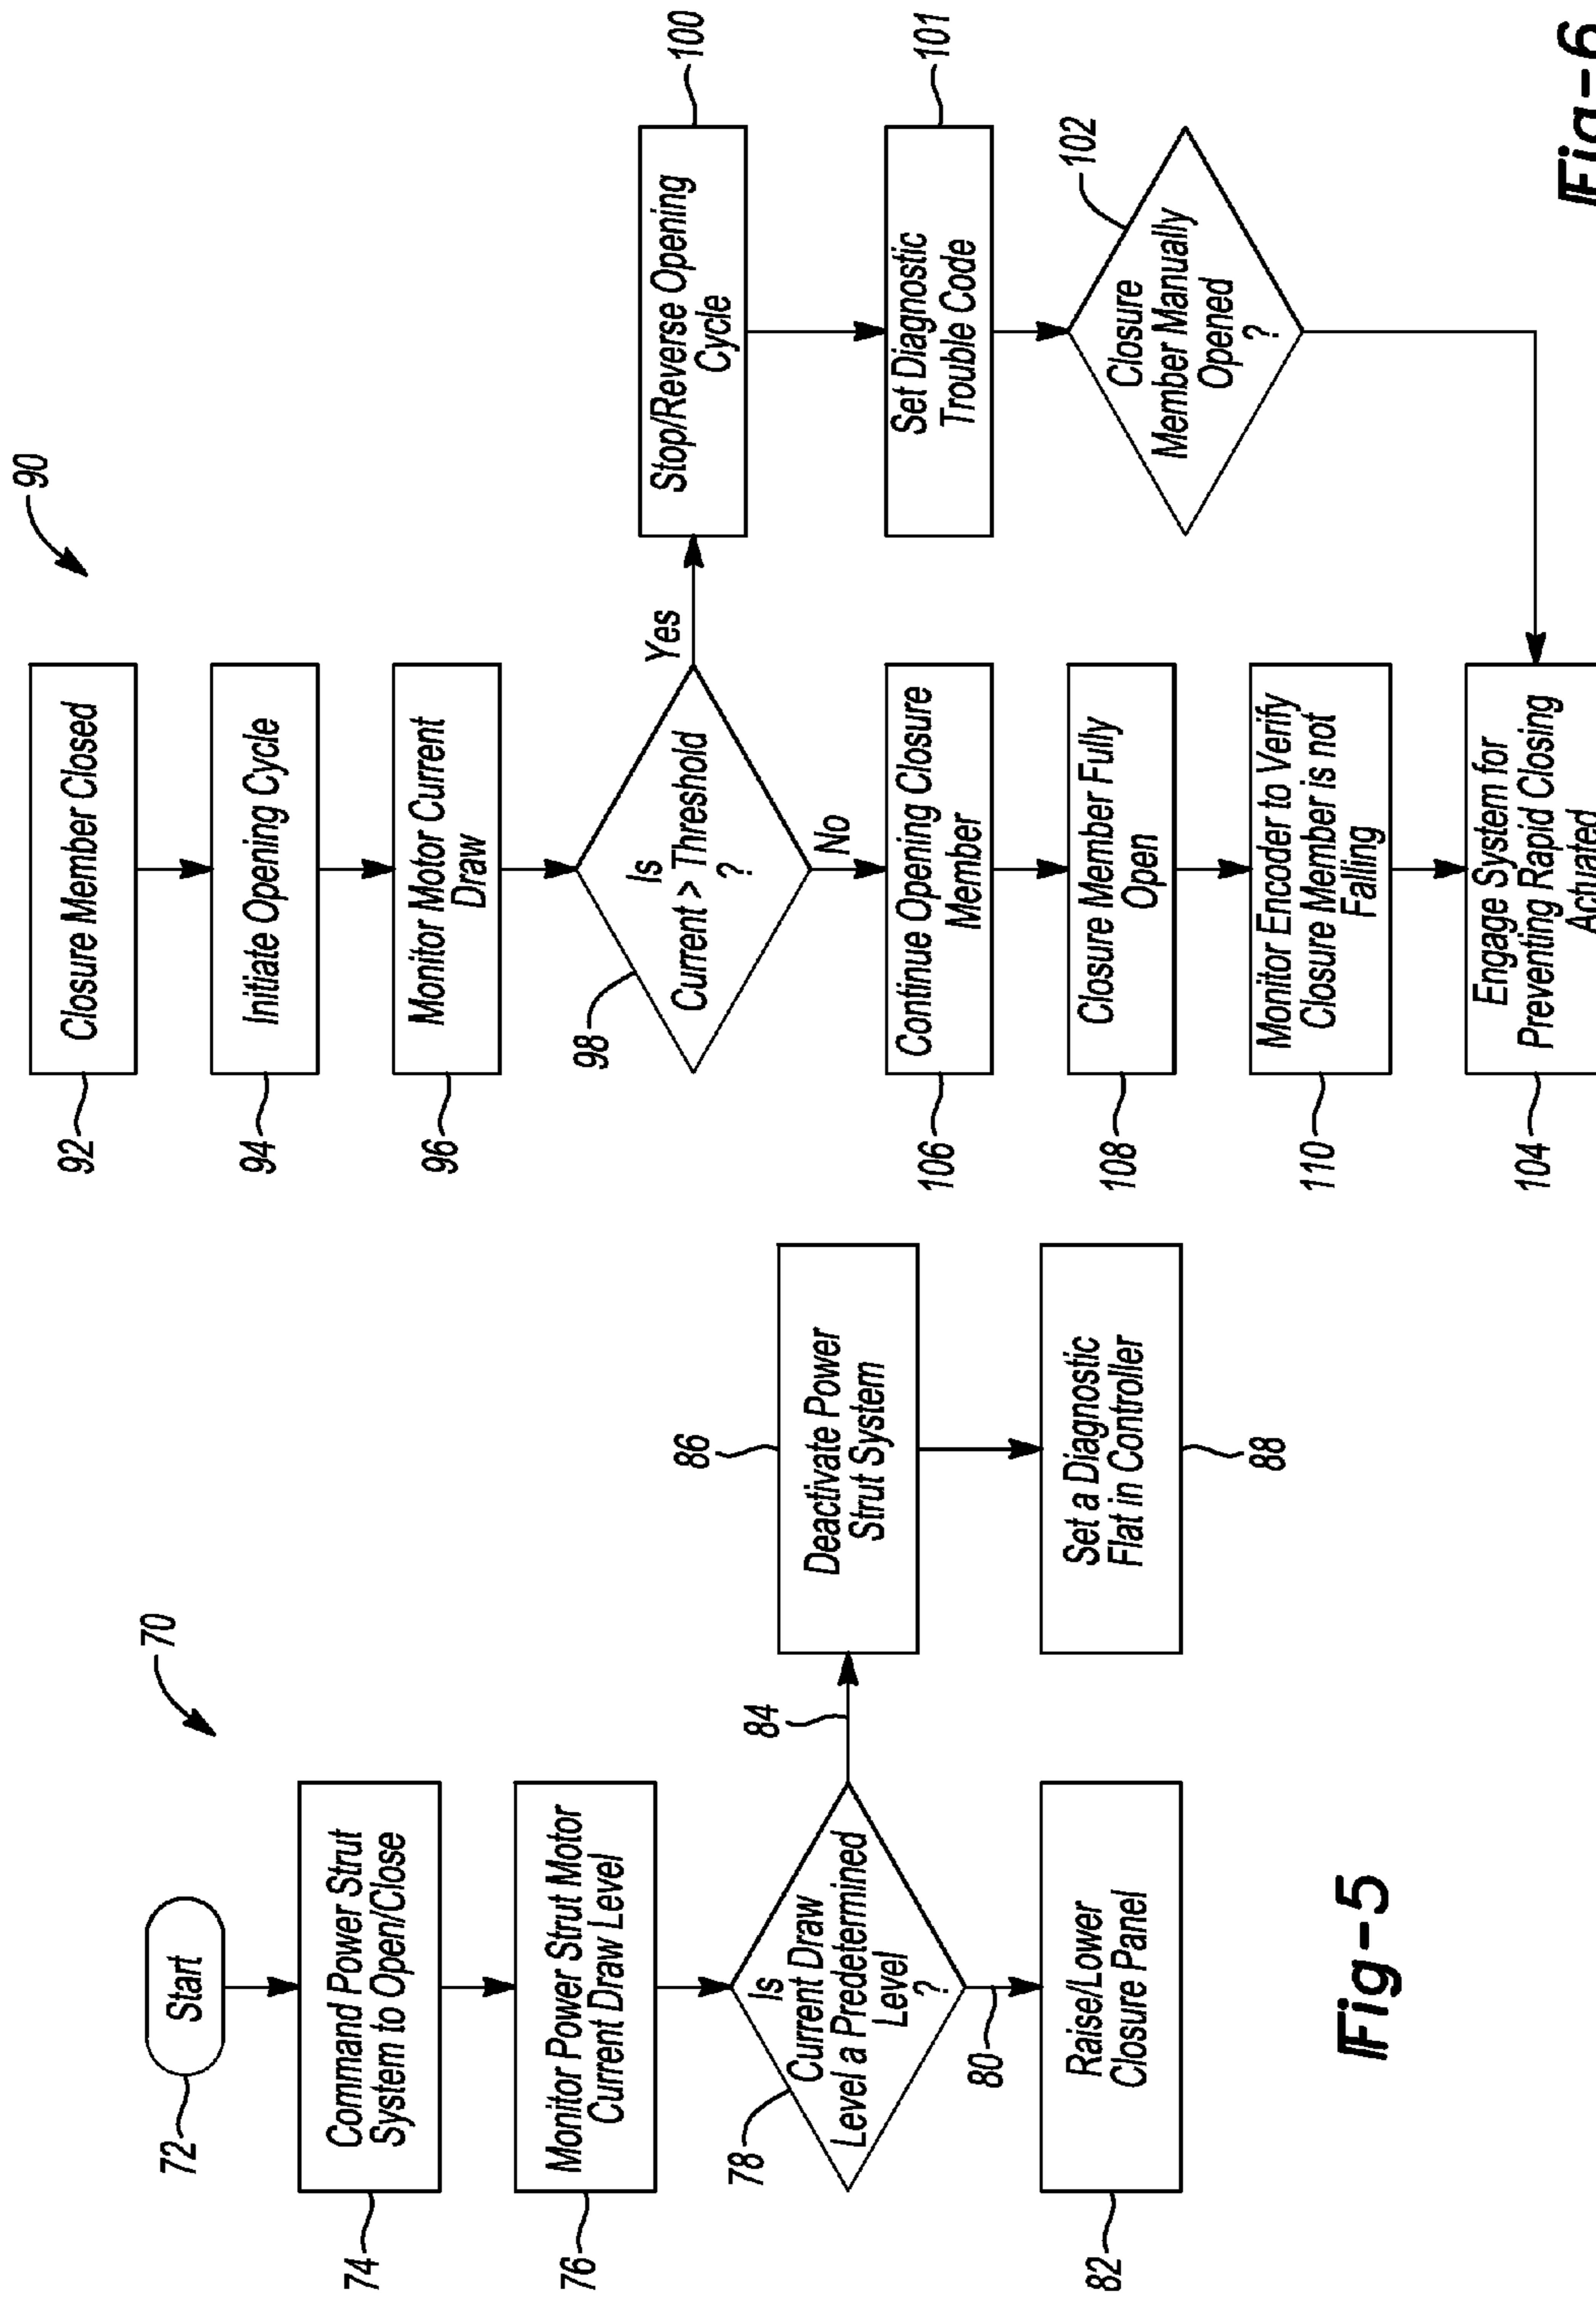 70
72
Start
74
Command Power Strut
System to Open/Close
76
Monitor Power Strut Motor
Current Draw Level
78
Is
Current Draw
Level a Predetermined
Level
?
80
84
82
Raise/Lower
Closure Panel
86
Deactivate Power
Strut System
Set a Diagnostic
Flat in Controller
88
Fig-5
90
92
Closure Member Closed
94
Initiate Opening Cycle
96
Monitor Motor Current
Draw
98
Is
Current > Threshold
?
Yes
No
Stop/Reverse Opening
Cycle
100
Set Diagnostic
Trouble Code
101
102
Closure
Member Manually
Opened
?
106
Continue Opening Closure
Member
108
Closure Member Fully
Open
110
Monitor Encoder to Verify
Closure Member is not
Falling
104
Engage System for
Preventing Rapid Closing
Actuated
Fig-6